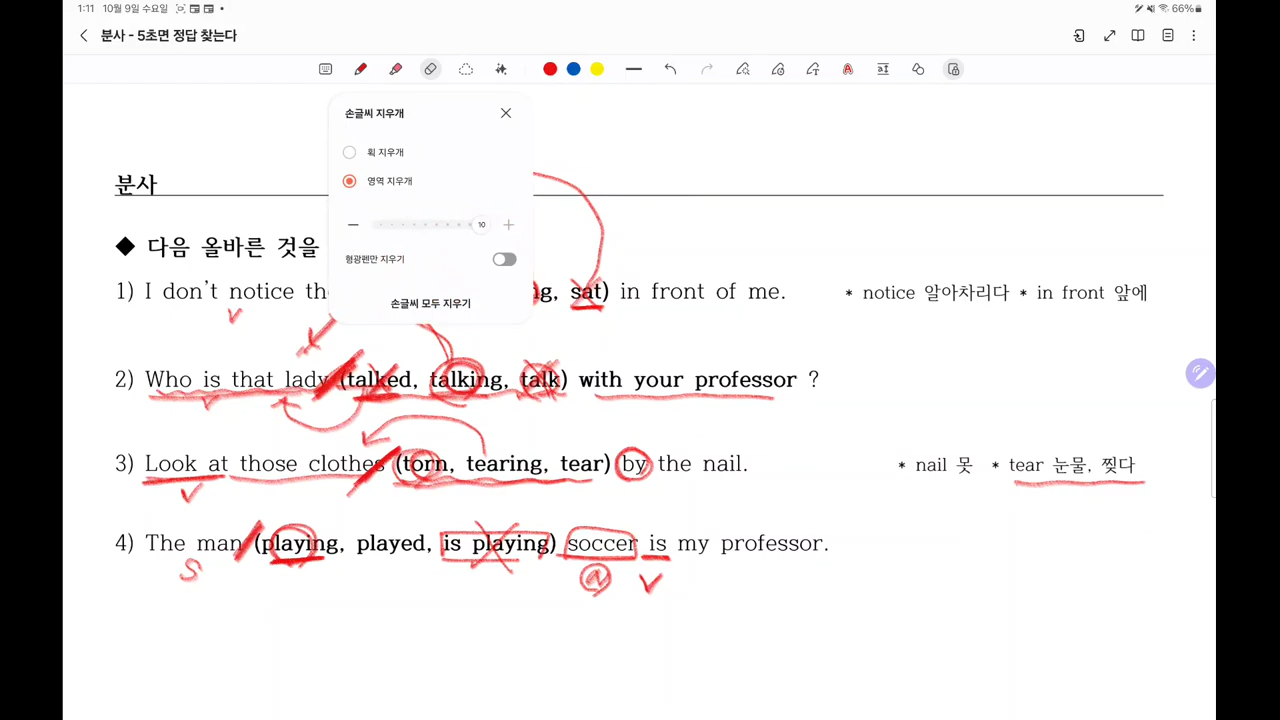 1:11 10월 9일 수요일 66%
분사 - 5초면 정답 찾는다
손글씨 지우개
획 지우개
영역 지우개
10
형광펜만 지우기
손글씨 모두 지우기
분사
◆ 다음 올바른 것을
1) I don't notice th ng, sat) in front of me. * notice 알아차리다 * in front 앞에
v
2) Who is that lady (talked, talking, talk) with your professor ?
v
3) Look at those clothes (torn, tearing, tear) by the nail. * nail 못 * tear 눈물, 찢다
v
4) The man (playing, played, is playing) soccer is my professor.
S v